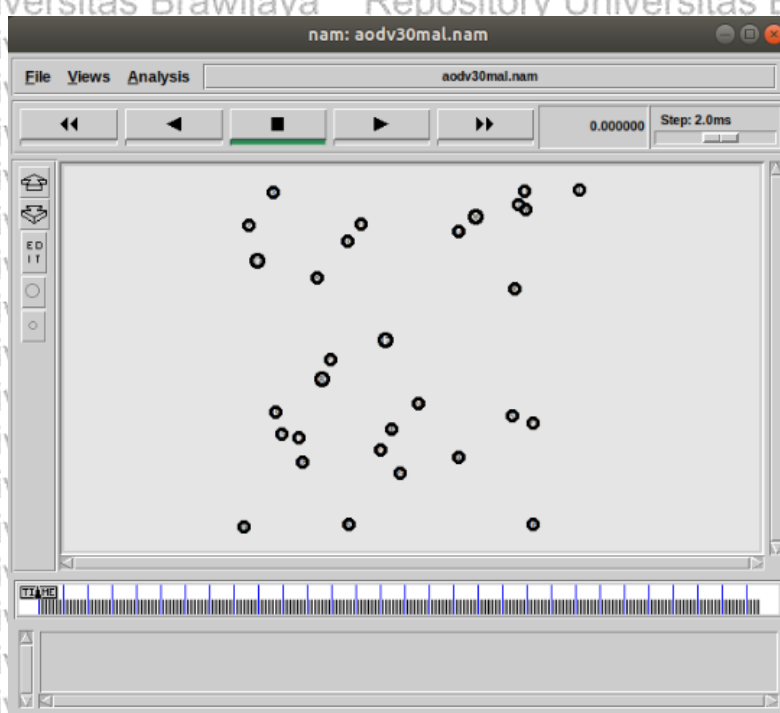 versitas Brawijaya Repository Universitas B
nam: aodv30mal.nam
File Views Analysis aodv30mal.nam
0.000000 Step: 2.0ms
ED
IT
TIME